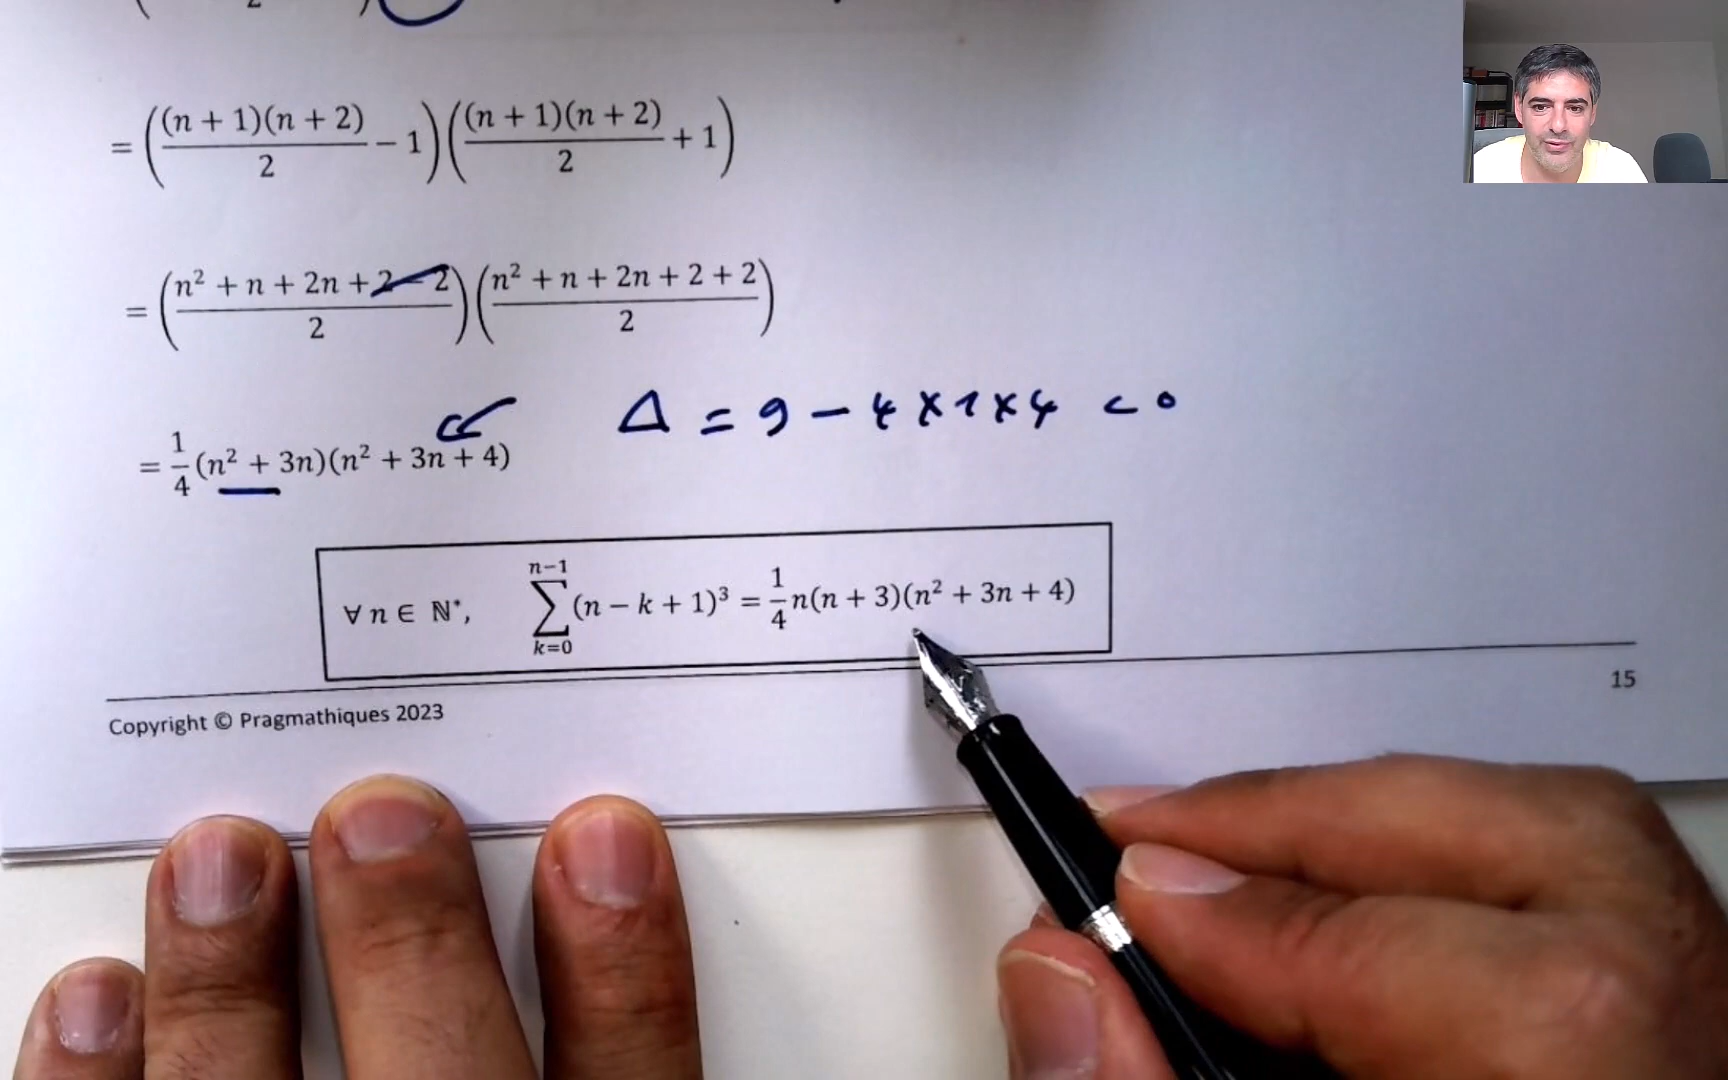 = ((n + 1)(n + 2)/2 − 1)((n + 1)(n + 2)/2 + 1)
= ((n² + n + 2n + 2 − 2)/2)((n² + n + 2n + 2 + 2)/2)
Δ = 9 − 4 × 1 × 4 < 0
= 1/4 (n² + 3n)(n² + 3n + 4)
∀ n ∈ ℕ*, ∑_{k=0}^{n−1} (n − k + 1)³ = 1/4 n(n + 3)(n² + 3n + 4)
15
Copyright © Pragmathiques 2023